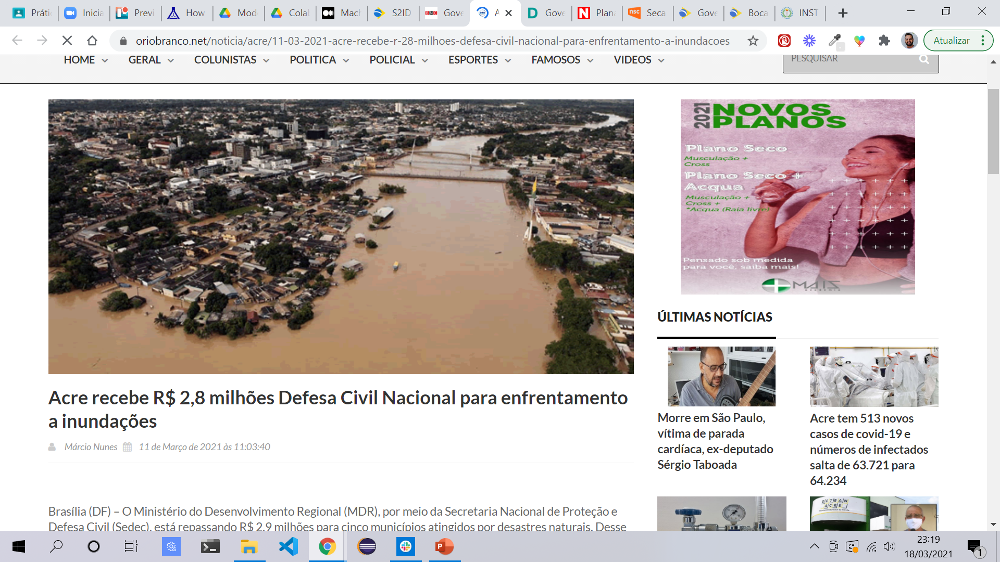 Prátic
Inicia
Previ
How
Mode
Colab
Mach
S2ID
Gove
A
Gove
Plana
Seca
Gove
Boca
INST
oriobranco.net/noticia/acre/11-03-2021-acre-recebe-r-28-milhoes-defesa-civil-nacional-para-enfrentamento-a-inundacoes
Atualizar
HOME GERAL COLUNISTAS POLITICA POLICIAL ESPORTES FAMOSOS VIDEOS
PESQUISAR
2021 NOVOS
PLANOS
Plano Seco
Musculação +
Cross
Plano Seco +
Acqua
Musculação +
Cross +
*Acqua (Raia livre)
Pensado sob medida
para você, saiba mais!
MAIS
academia
Acre recebe R$ 2,8 milhões Defesa Civil Nacional para enfrentamento
a inundações
Márcio Nunes 11 de Março de 2021 às 11:03:40
Brasília (DF) – O Ministério do Desenvolvimento Regional (MDR), por meio da Secretaria Nacional de Proteção e
Defesa Civil (Sedec), está repassando R$ 2,9 milhões para cinco municípios atingidos por desastres naturais. Desse
ÚLTIMAS NOTÍCIAS
Morre em São Paulo,
vítima de parada
cardíaca, ex-deputado
Sérgio Taboada
Acre tem 513 novos
casos de covid-19 e
números de infectados
salta de 63.721 para
64.234
DETRAN
ACRE
23:19
18/03/2021
1